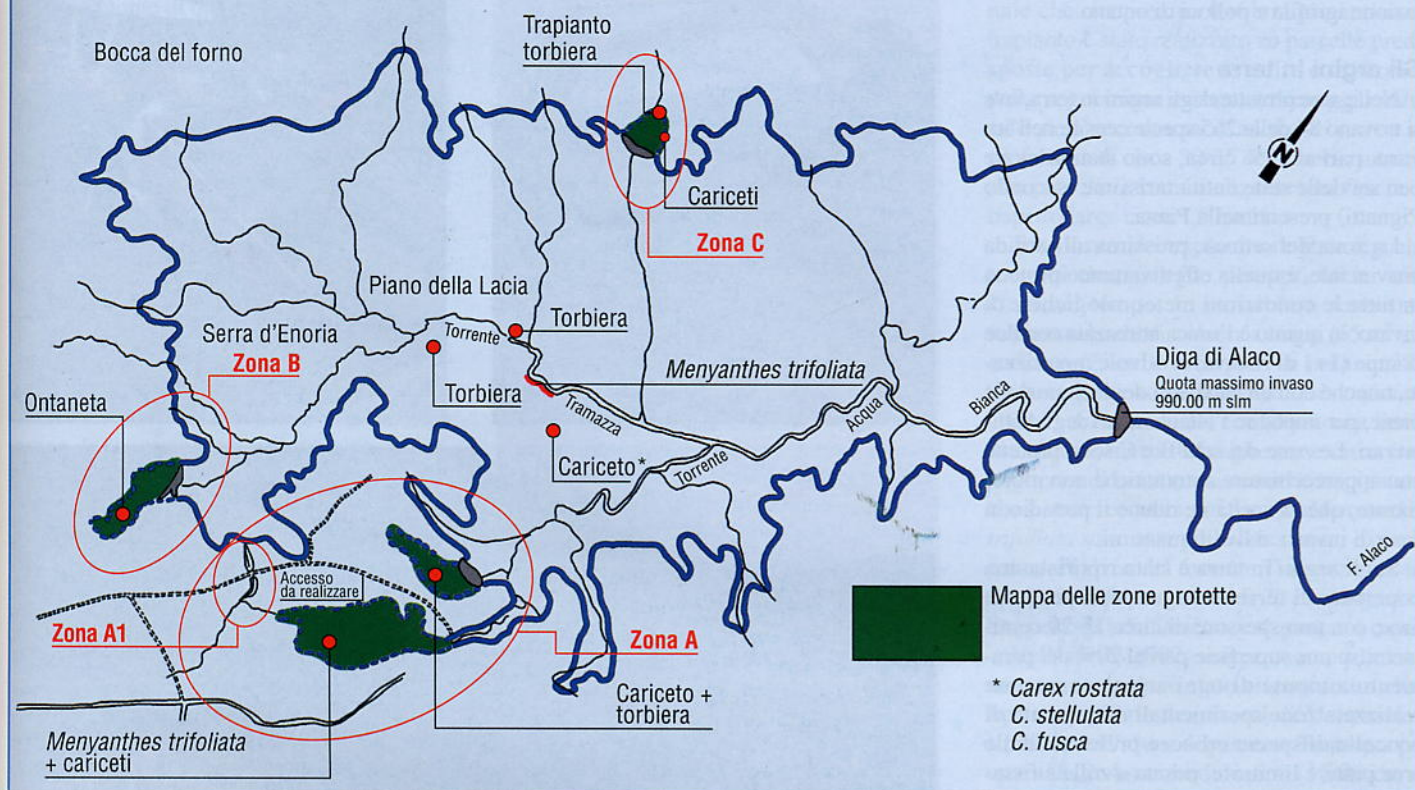 Bocca del forno
Trapianto
torbiera
Cariceti
Zona C
N
Piano della Lacia
Torrente
Torbiera
Serra d'Enoria
Zona B
Torbiera
Menyanthes trifoliata
Diga di Alaco
Quota massimo invaso
990.00 m slm
Ontaneta
Tramazza
Acqua
Bianca
Cariceto*
Torrente
F. Alaco
Accesso
da realizzare
Mappa delle zone protette
Zona A1
Zona A
Cariceto +
torbiera
* Carex rostrata
C. stellulata
C. fusca
Menyanthes trifoliata
+ cariceti